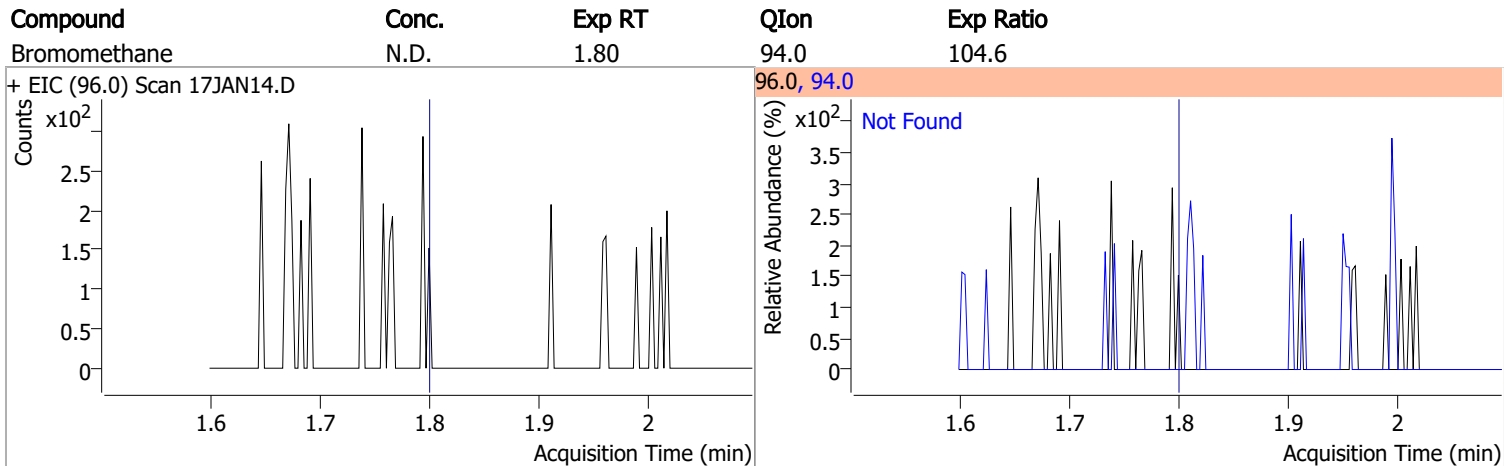 Compound Conc. Exp RT QIon Exp Ratio
Bromomethane N.D. 1.80 94.0 104.6
+ EIC (96.0) Scan 17JAN14.D
Counts
x10²
2.5
2
1.5
1
0.5
0
1.6 1.7 1.8 1.9 2
Acquisition Time (min)
96.0, 94.0
Relative Abundance (%)
x10²
Not Found
3.5
3
2.5
2
1.5
1
0.5
0
1.6 1.7 1.8 1.9 2
Acquisition Time (min)